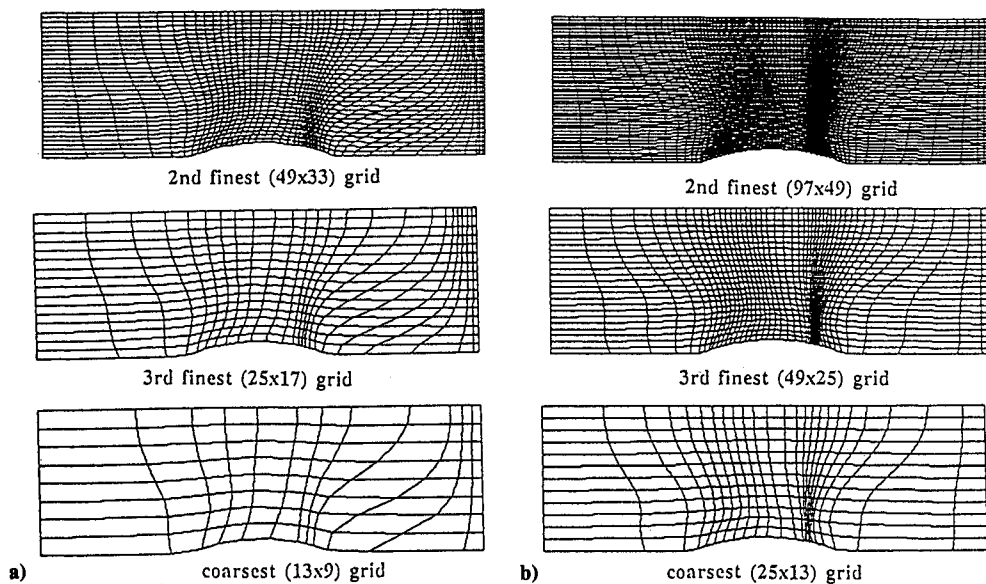 2nd finest (49x33) grid
3rd finest (25x17) grid
a) coarsest (13x9) grid
2nd finest (97x49) grid
3rd finest (49x25) grid
b) coarsest (25x13) grid